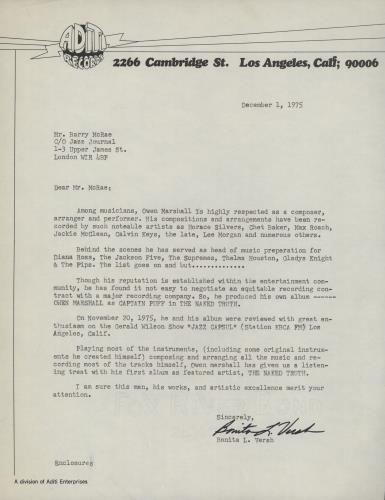 ADITI
RECORDS
2266 Cambridge St. Los Angeles, Calif; 90006
December 1, 1975
Mr. Barry McRae
C/O Jazz Journal
1-3 Upper James St.
London W1R 4BP
Dear Mr. McRae;
Among musicians, Owen Marshall is highly respected as a composer,
arranger and performer. His compositions and arrangements have been re-
corded by such noteable artists as Horace Silvers, Chet Baker, Max Roach,
Jackie McClean, Calvin Keys, the late, Lee Morgan and numerous others.
Behind the scenes he has served as head of music preparation for
Diana Ross, The Jackson Five, The Supremes, Thelma Houston, Gladys Knight
& The Pips. The list goes on and but..............
Though his reputation is established within the entertainment com-
munity, he has found it not easy to negotiate an equitable recording con-
tract with a major recording company. So, he produced his own album ------
OWEN MARSHALL as CAPTAIN PUFF in THE NAKED TRUTH.
On November 20, 1975, he and his album were reviewed with great en-
thusiasm on the Gerald Wilson Show "JAZZ CAPSUL" (Station KBCA FM) Los
Angeles, Calif.
Playing most of the instruments, (including some original instrum-
ents he created himself) composing and arranging all the music and re-
cording most of the tracks himself, Owen marshall has given us a listen-
ing treat with his first album as featured artist, THE NAKED TRUTH.
I am sure this man, his works, and artistic excellence merit your
attention.
Sincerely,
Bonita L. Versh
Bonita L. Versh
Enclosures
A division of Aditi Enterprises